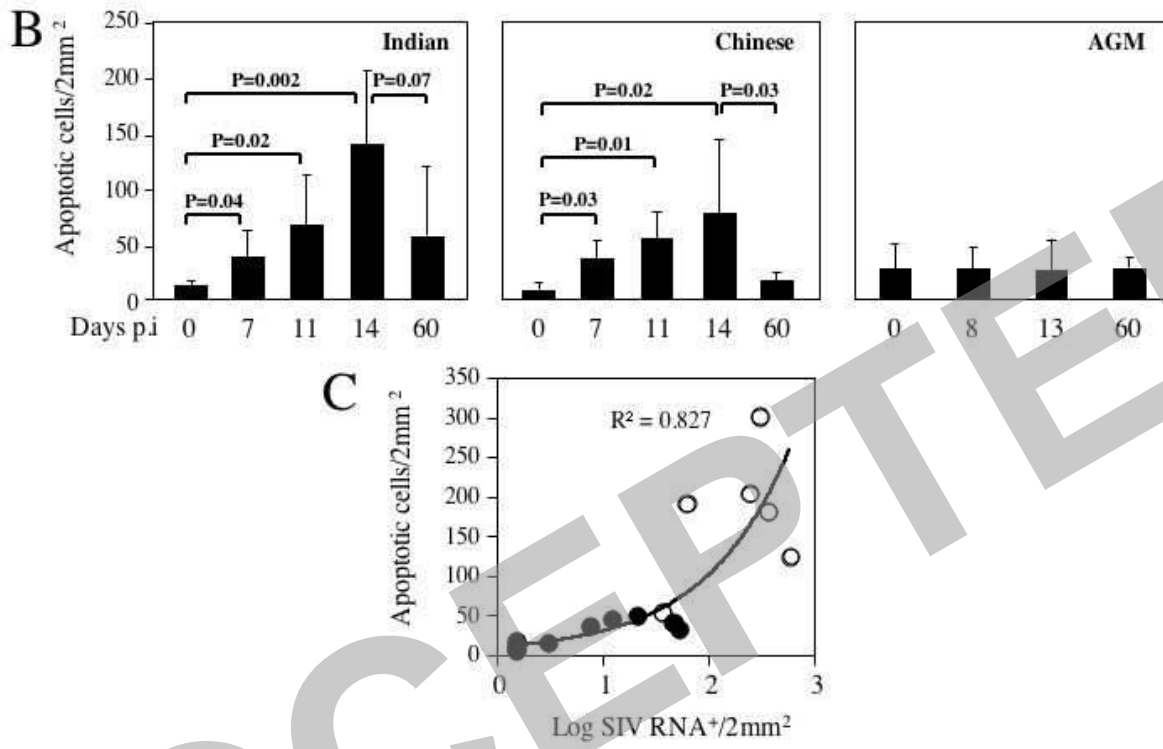 B
Apoptotic cells/2mm²
250
200
150
100
50
0
Indian
P=0.002
P=0.07
P=0.02
P=0.04
Chinese
P=0.02
P=0.03
P=0.01
P=0.03
AGM
Days p.i 0 7 11 14 60
0 7 11 14 60
0 8 13 60
C
Apoptotic cells/2mm²
350
300
250
200
150
100
50
0
R² = 0.827
0 1 2 3
Log SIV RNA⁺/2mm²